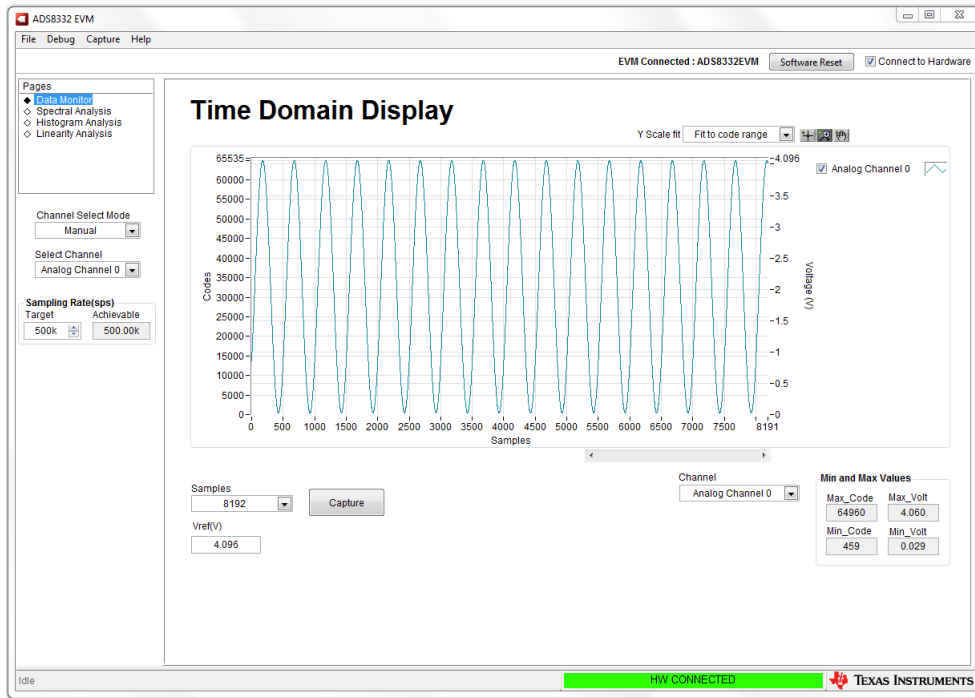 ADS8332 EVM
File Debug Capture Help
EVM Connected : ADS8332EVM Software Reset Connect to Hardware
Pages
Data Monitor
Spectral Analysis
Histogram Analysis
Linearity Analysis
Channel Select Mode
Manual
Select Channel
Analog Channel 0
Sampling Rate(sps)
Target Achievable
500k 500.00k
Time Domain Display
Y Scale fit Fit to code range
Analog Channel 0
65535
60000
55000
50000
45000
40000
35000
30000
25000
20000
15000
10000
5000
0
Codes
4.096
3.5
3
2.5
2
1.5
1
0.5
0
Voltage (V)
0 500 1000 1500 2000 2500 3000 3500 4000 4500 5000 5500 6000 6500 7000 7500 8191
Samples
Samples
8192
Capture
Vref(V)
4.096
Channel
Analog Channel 0
Min and Max Values
Max_Code Max_Volt
64960 4.060
Min_Code Min_Volt
459 0.029
Idle
HW CONNECTED
TEXAS INSTRUMENTS